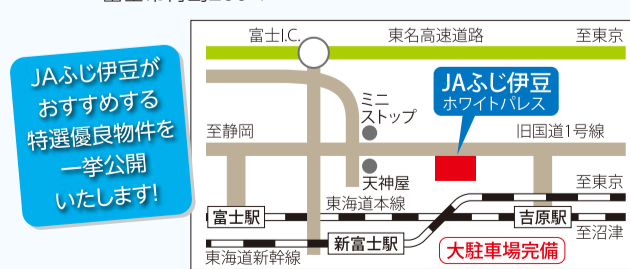 JAふじ伊豆が
おすすめする
特選優良物件を
一挙公開
いたします!
富士I.C.
東名高速道路
至東京
ミニ
ストップ
JAふじ伊豆
ホワイトパレス
至静岡
旧国道1号線
天神屋
至東京
富士駅
東海道本線
吉原駅
至沼津
新富士駅
大駐車場完備
東海道新幹線